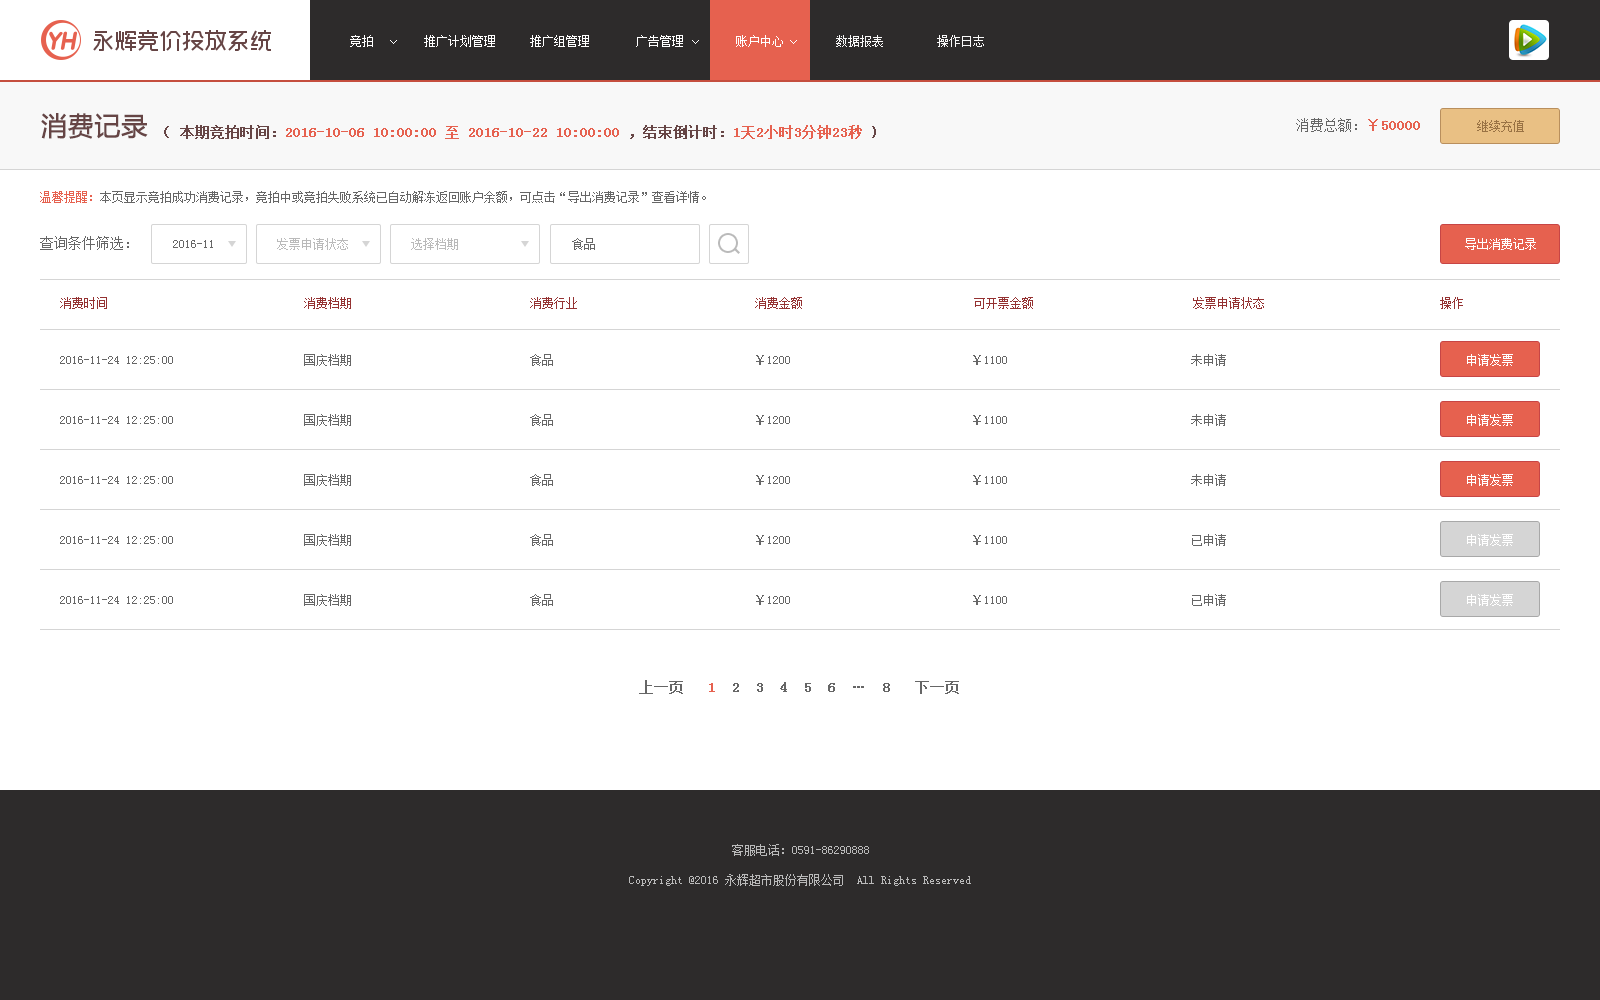 YH 永辉竞价投放系统 竞拍 推广计划管理 推广组管理 广告管理 账户中心 数据报表 操作日志
消费记录 （ 本期竞拍时间：2016-10-06 10:00:00 至 2016-10-22 10:00:00 ，结束倒计时：1天2小时3分钟23秒 ） 消费总额：￥50000 继续充值
温馨提醒：本页显示竞拍成功消费记录，竞拍中或竞拍失败系统已自动解冻返回账户余额，可点击“导出消费记录”查看详情。
查询条件筛选： 2016-11 发票申请状态 选择档期 食品 导出消费记录
消费时间 消费档期 消费行业 消费金额 可开票金额 发票申请状态 操作
2016-11-24 12:25:00 国庆档期 食品 ￥1200 ￥1100 未申请 申请发票
2016-11-24 12:25:00 国庆档期 食品 ￥1200 ￥1100 未申请 申请发票
2016-11-24 12:25:00 国庆档期 食品 ￥1200 ￥1100 未申请 申请发票
2016-11-24 12:25:00 国庆档期 食品 ￥1200 ￥1100 已申请 申请发票
2016-11-24 12:25:00 国庆档期 食品 ￥1200 ￥1100 已申请 申请发票
上一页 1 2 3 4 5 6 … 8 下一页
客服电话：0591-86290888
Copyright @2016 永辉超市股份有限公司 All Rights Reserved